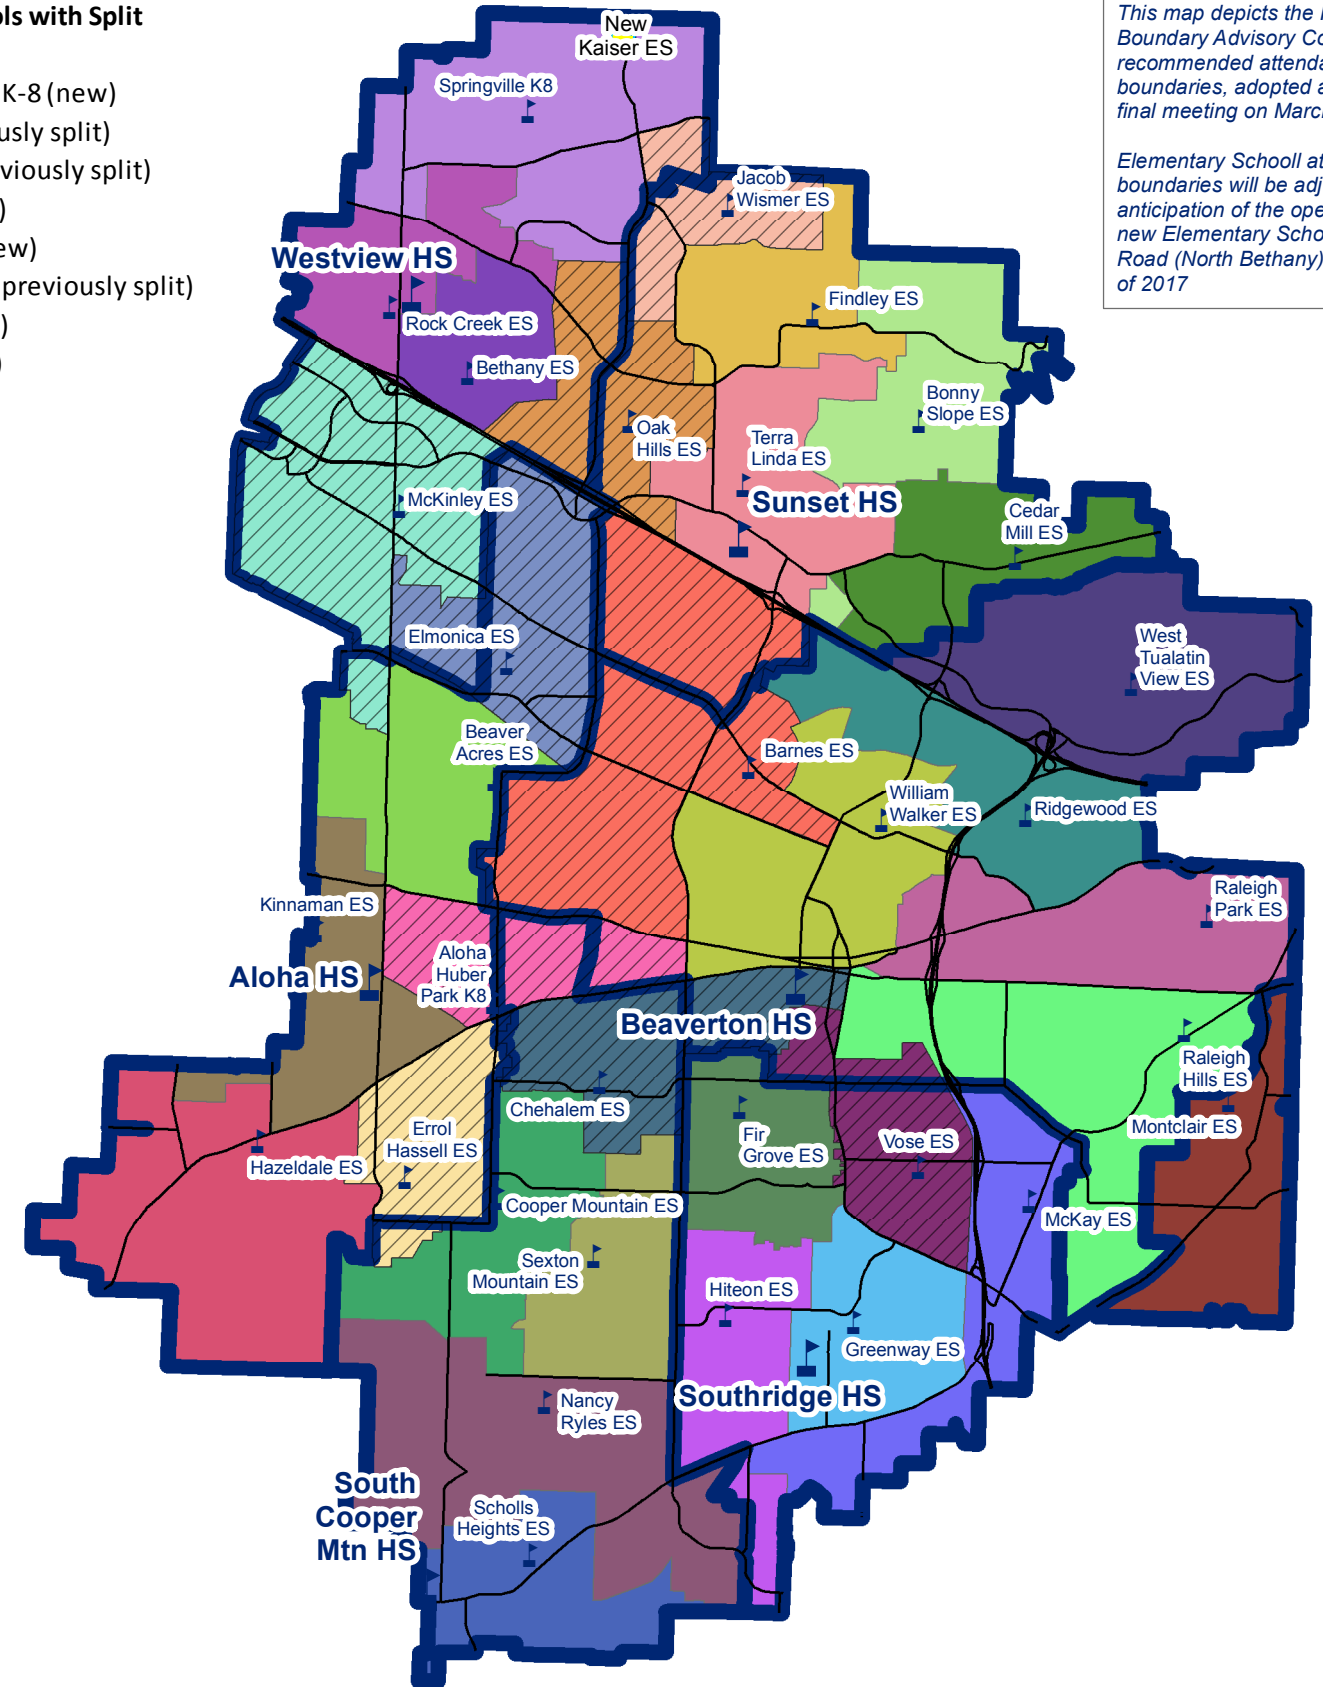 ols with Split
K-8 (new)
usly split)
viously split)
)
ew)
previously split)
)
)
This map depicts the
Boundary Advisory Co
recommended attenda
boundaries, adopted a
final meeting on March
Elementary Schooll at
boundaries will be adj
anticipation of the ope
new Elementary Schoo
Road (North Bethany)
of 2017
New
Kaiser ES
Springville K8
Jacob
Wismer ES
Westview HS
Findley ES
Rock Creek ES
Bethany ES
Bonny
Slope ES
Oak
Hills ES
Terra
Linda ES
McKinley ES
Sunset HS
Cedar
Mill ES
Elmonica ES
West
Tualatin
View ES
Beaver
Acres ES
Barnes ES
William
Walker ES
Ridgewood ES
Kinnaman ES
Raleigh
Park ES
Aloha HS
Aloha
Huber
Park K8
Beaverton HS
Raleigh
Hills ES
Chehalem ES
Montclair ES
Errol
Hassell ES
Fir
Grove ES
Vose ES
Hazeldale ES
Cooper Mountain ES
McKay ES
Sexton
Mountain ES
Hiteon ES
Greenway ES
Southridge HS
Nancy
Ryles ES
South
Cooper
Mtn HS
Scholls
Heights ES